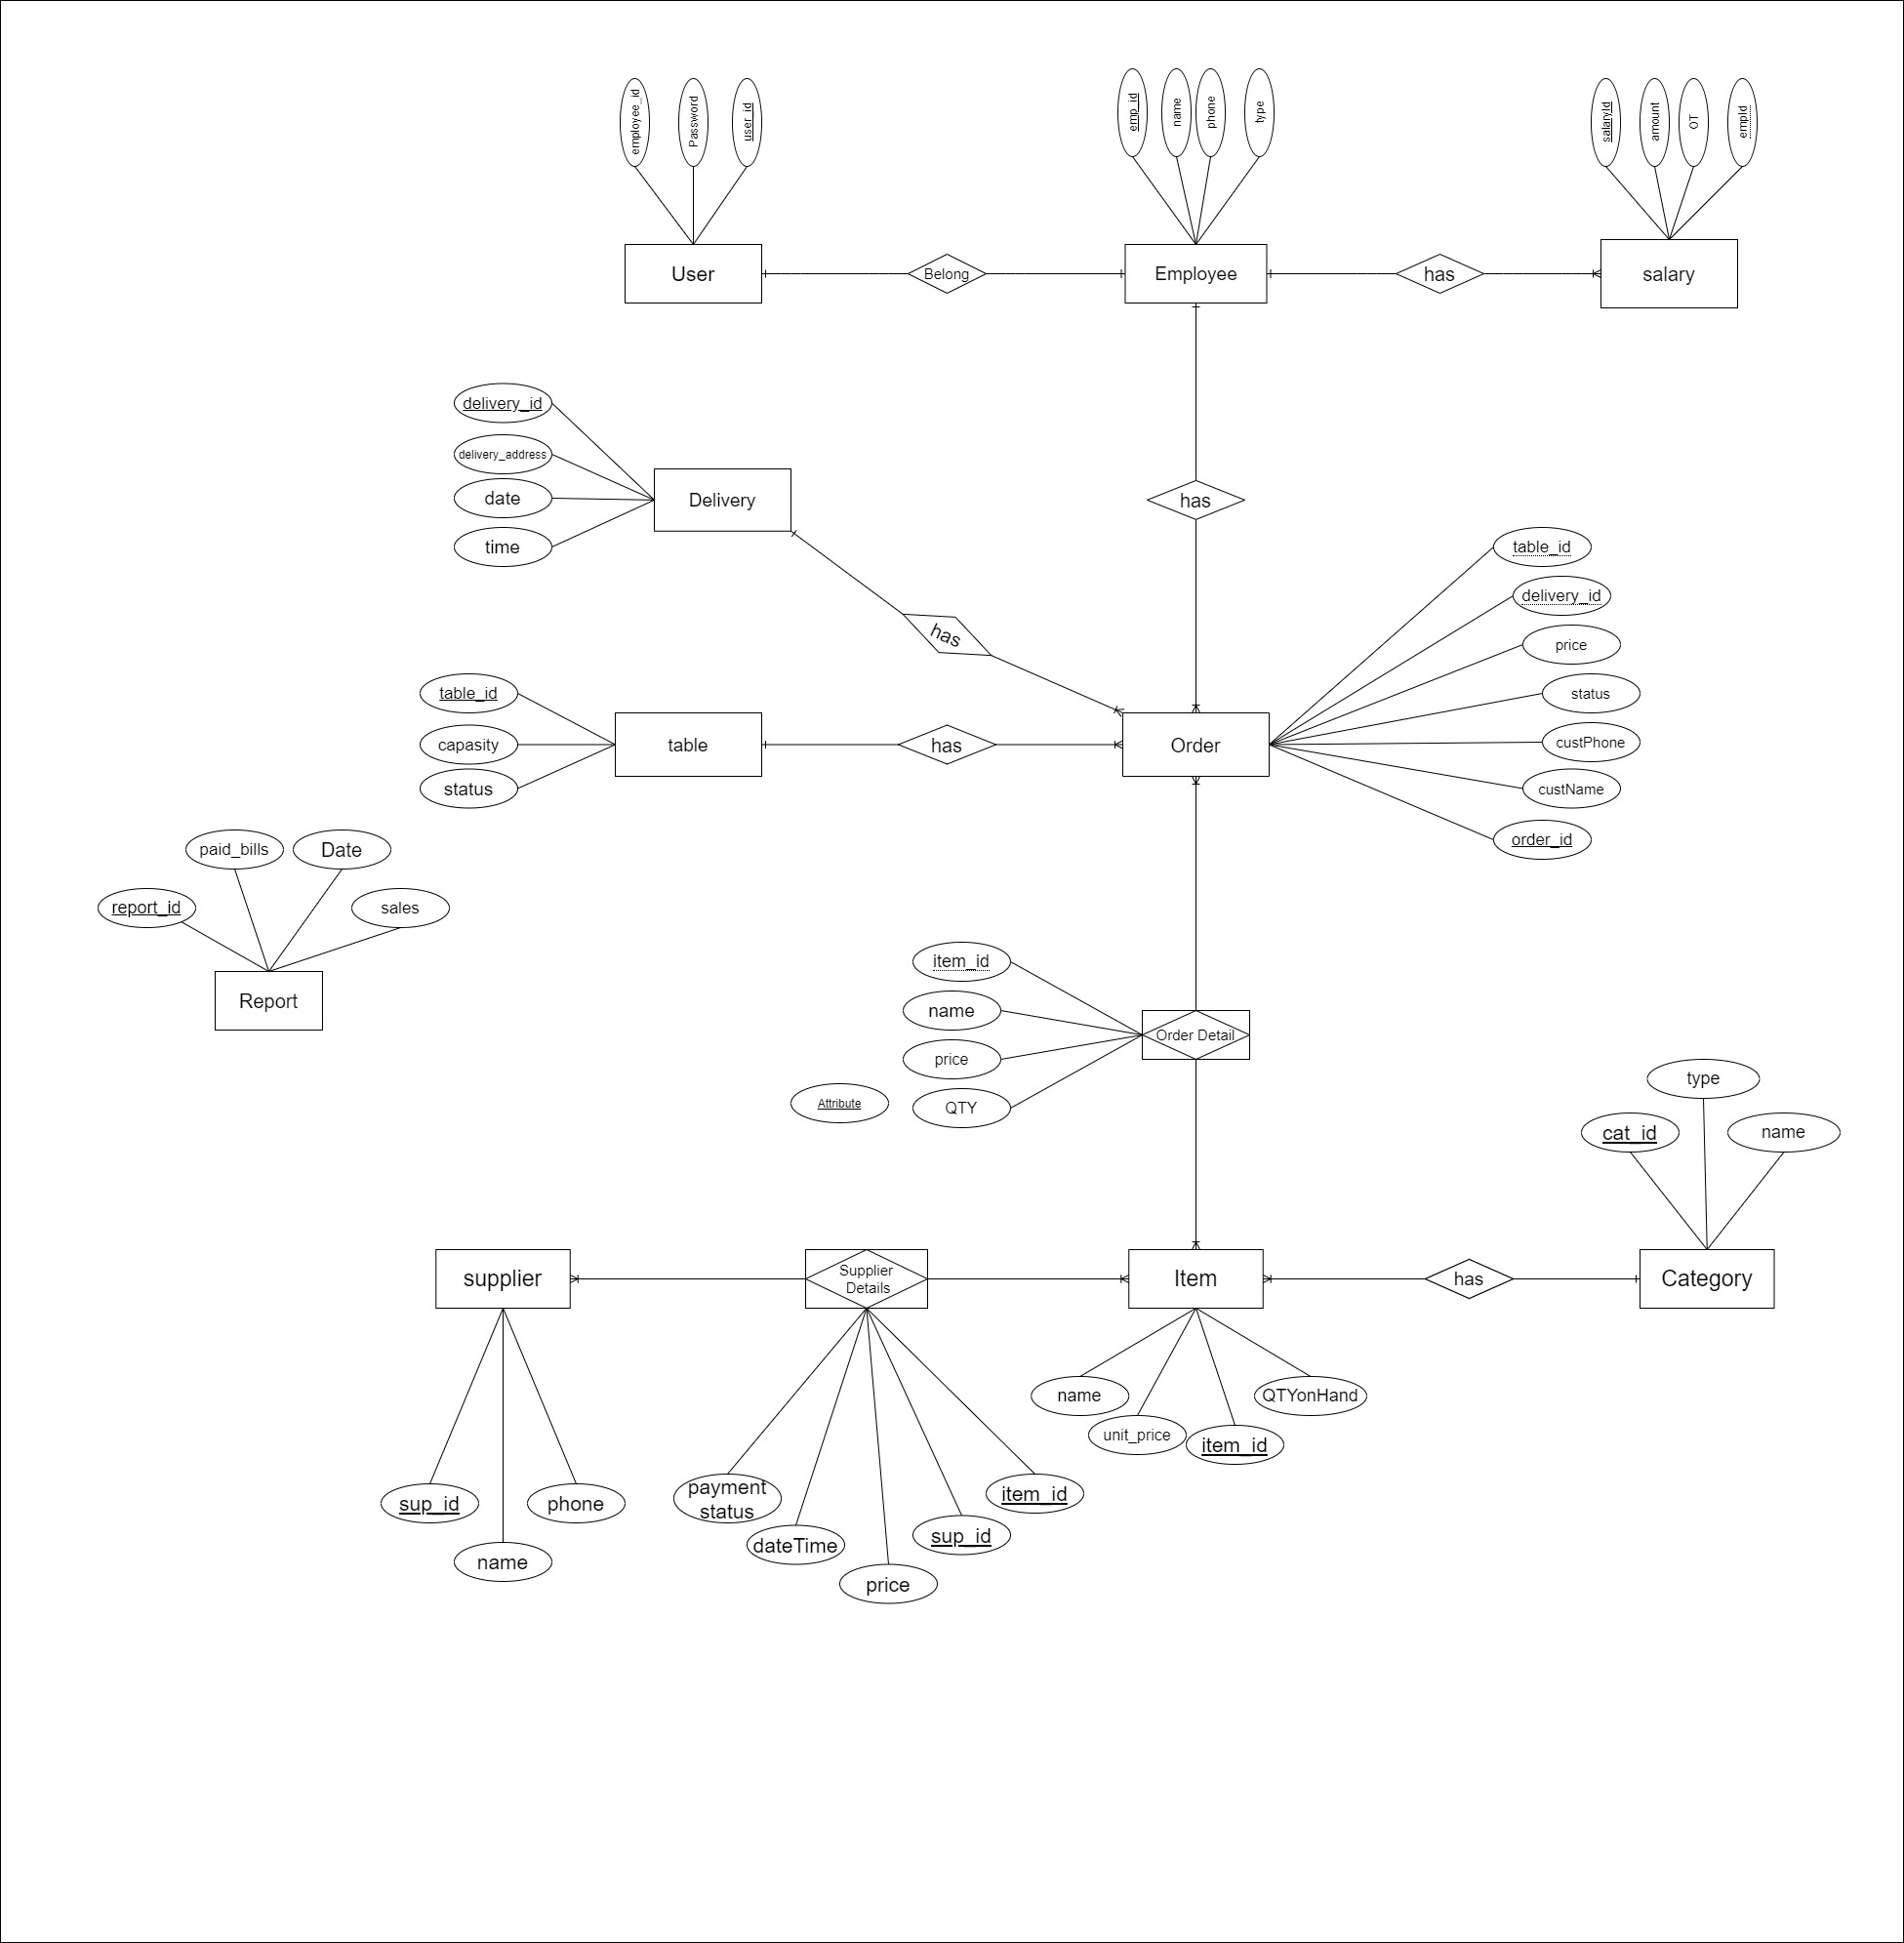 employee_id
Password
user_id
emp_id
name
phone
type
salaryId
amount
OT
empId
User
Belong
Employee
has
salary
delivery_id
delivery_address
date
time
Delivery
has
has
table_id
delivery_id
price
status
custPhone
custName
order_id
table_id
capasity
status
table
has
Order
paid_bills
Date
report_id
sales
Report
item_id
name
price
QTY
Order Detail
Attribute
type
cat_id
name
supplier
Supplier
Details
Item
has
Category
name
unit_price
item_id
QTYonHand
sup_id
name
phone
payment
status
dateTime
price
sup_id
item_id